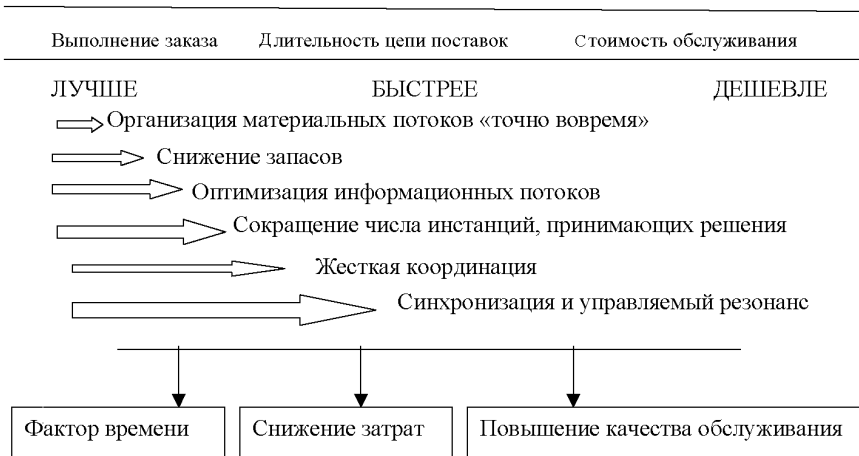 Выполнение заказа Длительность цепи поставок Стоимость обслуживания
ЛУЧШЕ БЫСТРЕЕ ДЕШЕВЛЕ
Организация материальных потоков «точно вовремя»
Снижение запасов
Оптимизация информационных потоков
Сокращение числа инстанций, принимающих решения
Жесткая координация
Синхронизация и управляемый резонанс
Фактор времени Снижение затрат Повышение качества обслуживания